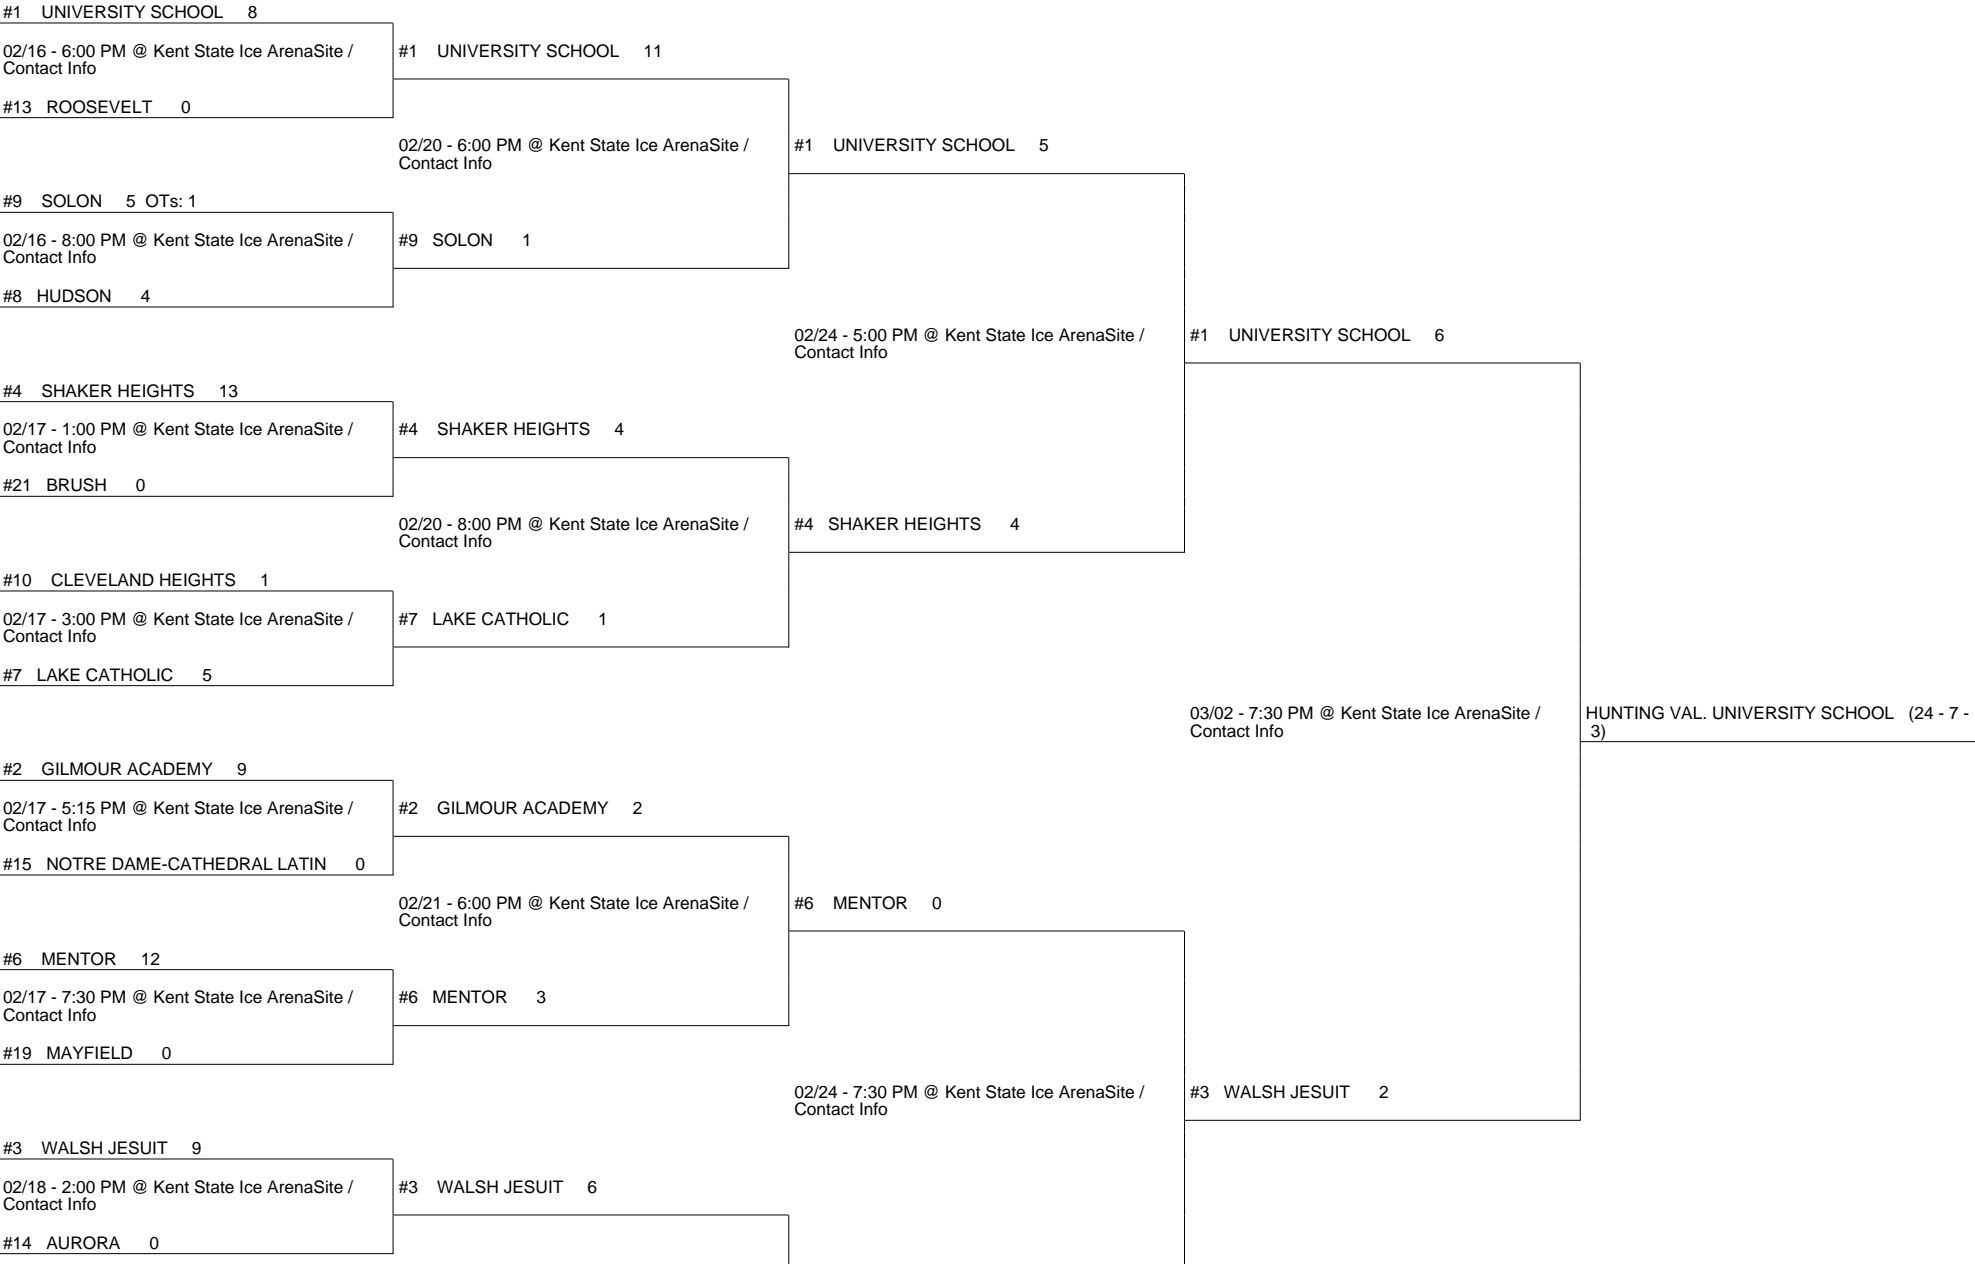 #1 UNIVERSITY SCHOOL 8
02/16 - 6:00 PM @ Kent State Ice ArenaSite /
Contact Info
#13 ROOSEVELT 0
#9 SOLON 5 OTs: 1
02/16 - 8:00 PM @ Kent State Ice ArenaSite /
Contact Info
#8 HUDSON 4
#4 SHAKER HEIGHTS 13
02/17 - 1:00 PM @ Kent State Ice ArenaSite /
Contact Info
#21 BRUSH 0
#10 CLEVELAND HEIGHTS 1
02/17 - 3:00 PM @ Kent State Ice ArenaSite /
Contact Info
#7 LAKE CATHOLIC 5
#2 GILMOUR ACADEMY 9
02/17 - 5:15 PM @ Kent State Ice ArenaSite /
Contact Info
#15 NOTRE DAME-CATHEDRAL LATIN 0
#6 MENTOR 12
02/17 - 7:30 PM @ Kent State Ice ArenaSite /
Contact Info
#19 MAYFIELD 0
#3 WALSH JESUIT 9
02/18 - 2:00 PM @ Kent State Ice ArenaSite /
Contact Info
#14 AURORA 0
#1 UNIVERSITY SCHOOL 11
02/20 - 6:00 PM @ Kent State Ice ArenaSite /
Contact Info
#9 SOLON 1
#4 SHAKER HEIGHTS 4
02/20 - 8:00 PM @ Kent State Ice ArenaSite /
Contact Info
#7 LAKE CATHOLIC 1
#2 GILMOUR ACADEMY 2
02/21 - 6:00 PM @ Kent State Ice ArenaSite /
Contact Info
#6 MENTOR 3
#3 WALSH JESUIT 6
#1 UNIVERSITY SCHOOL 5
02/24 - 5:00 PM @ Kent State Ice ArenaSite /
Contact Info
#4 SHAKER HEIGHTS 4
#6 MENTOR 0
02/24 - 7:30 PM @ Kent State Ice ArenaSite /
Contact Info
#1 UNIVERSITY SCHOOL 6
03/02 - 7:30 PM @ Kent State Ice ArenaSite /
Contact Info
#3 WALSH JESUIT 2
HUNTING VAL. UNIVERSITY SCHOOL (24 - 7 -
3)